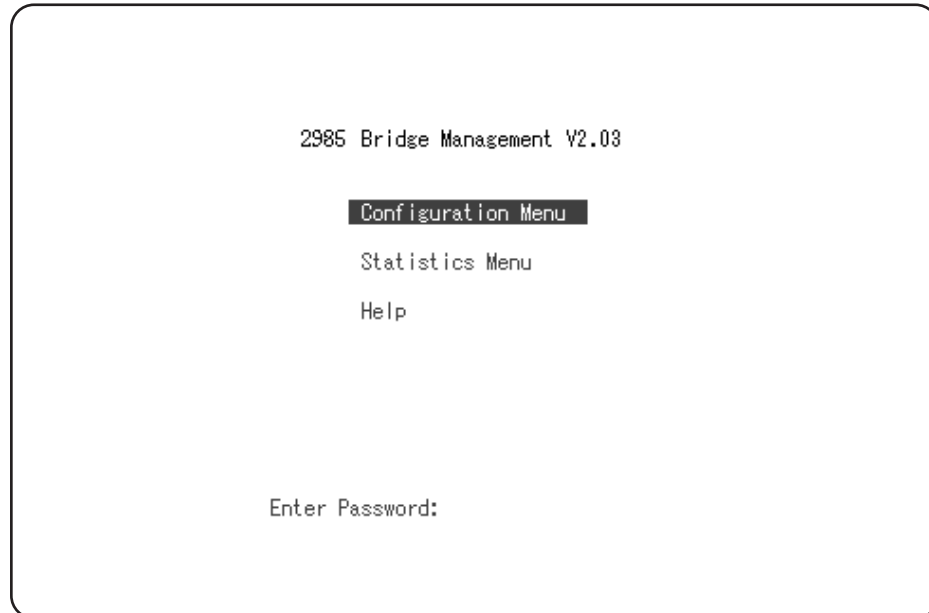 2985 Bridge Management V2.03
Configuration Menu
Statistics Menu
Help
Enter Password: